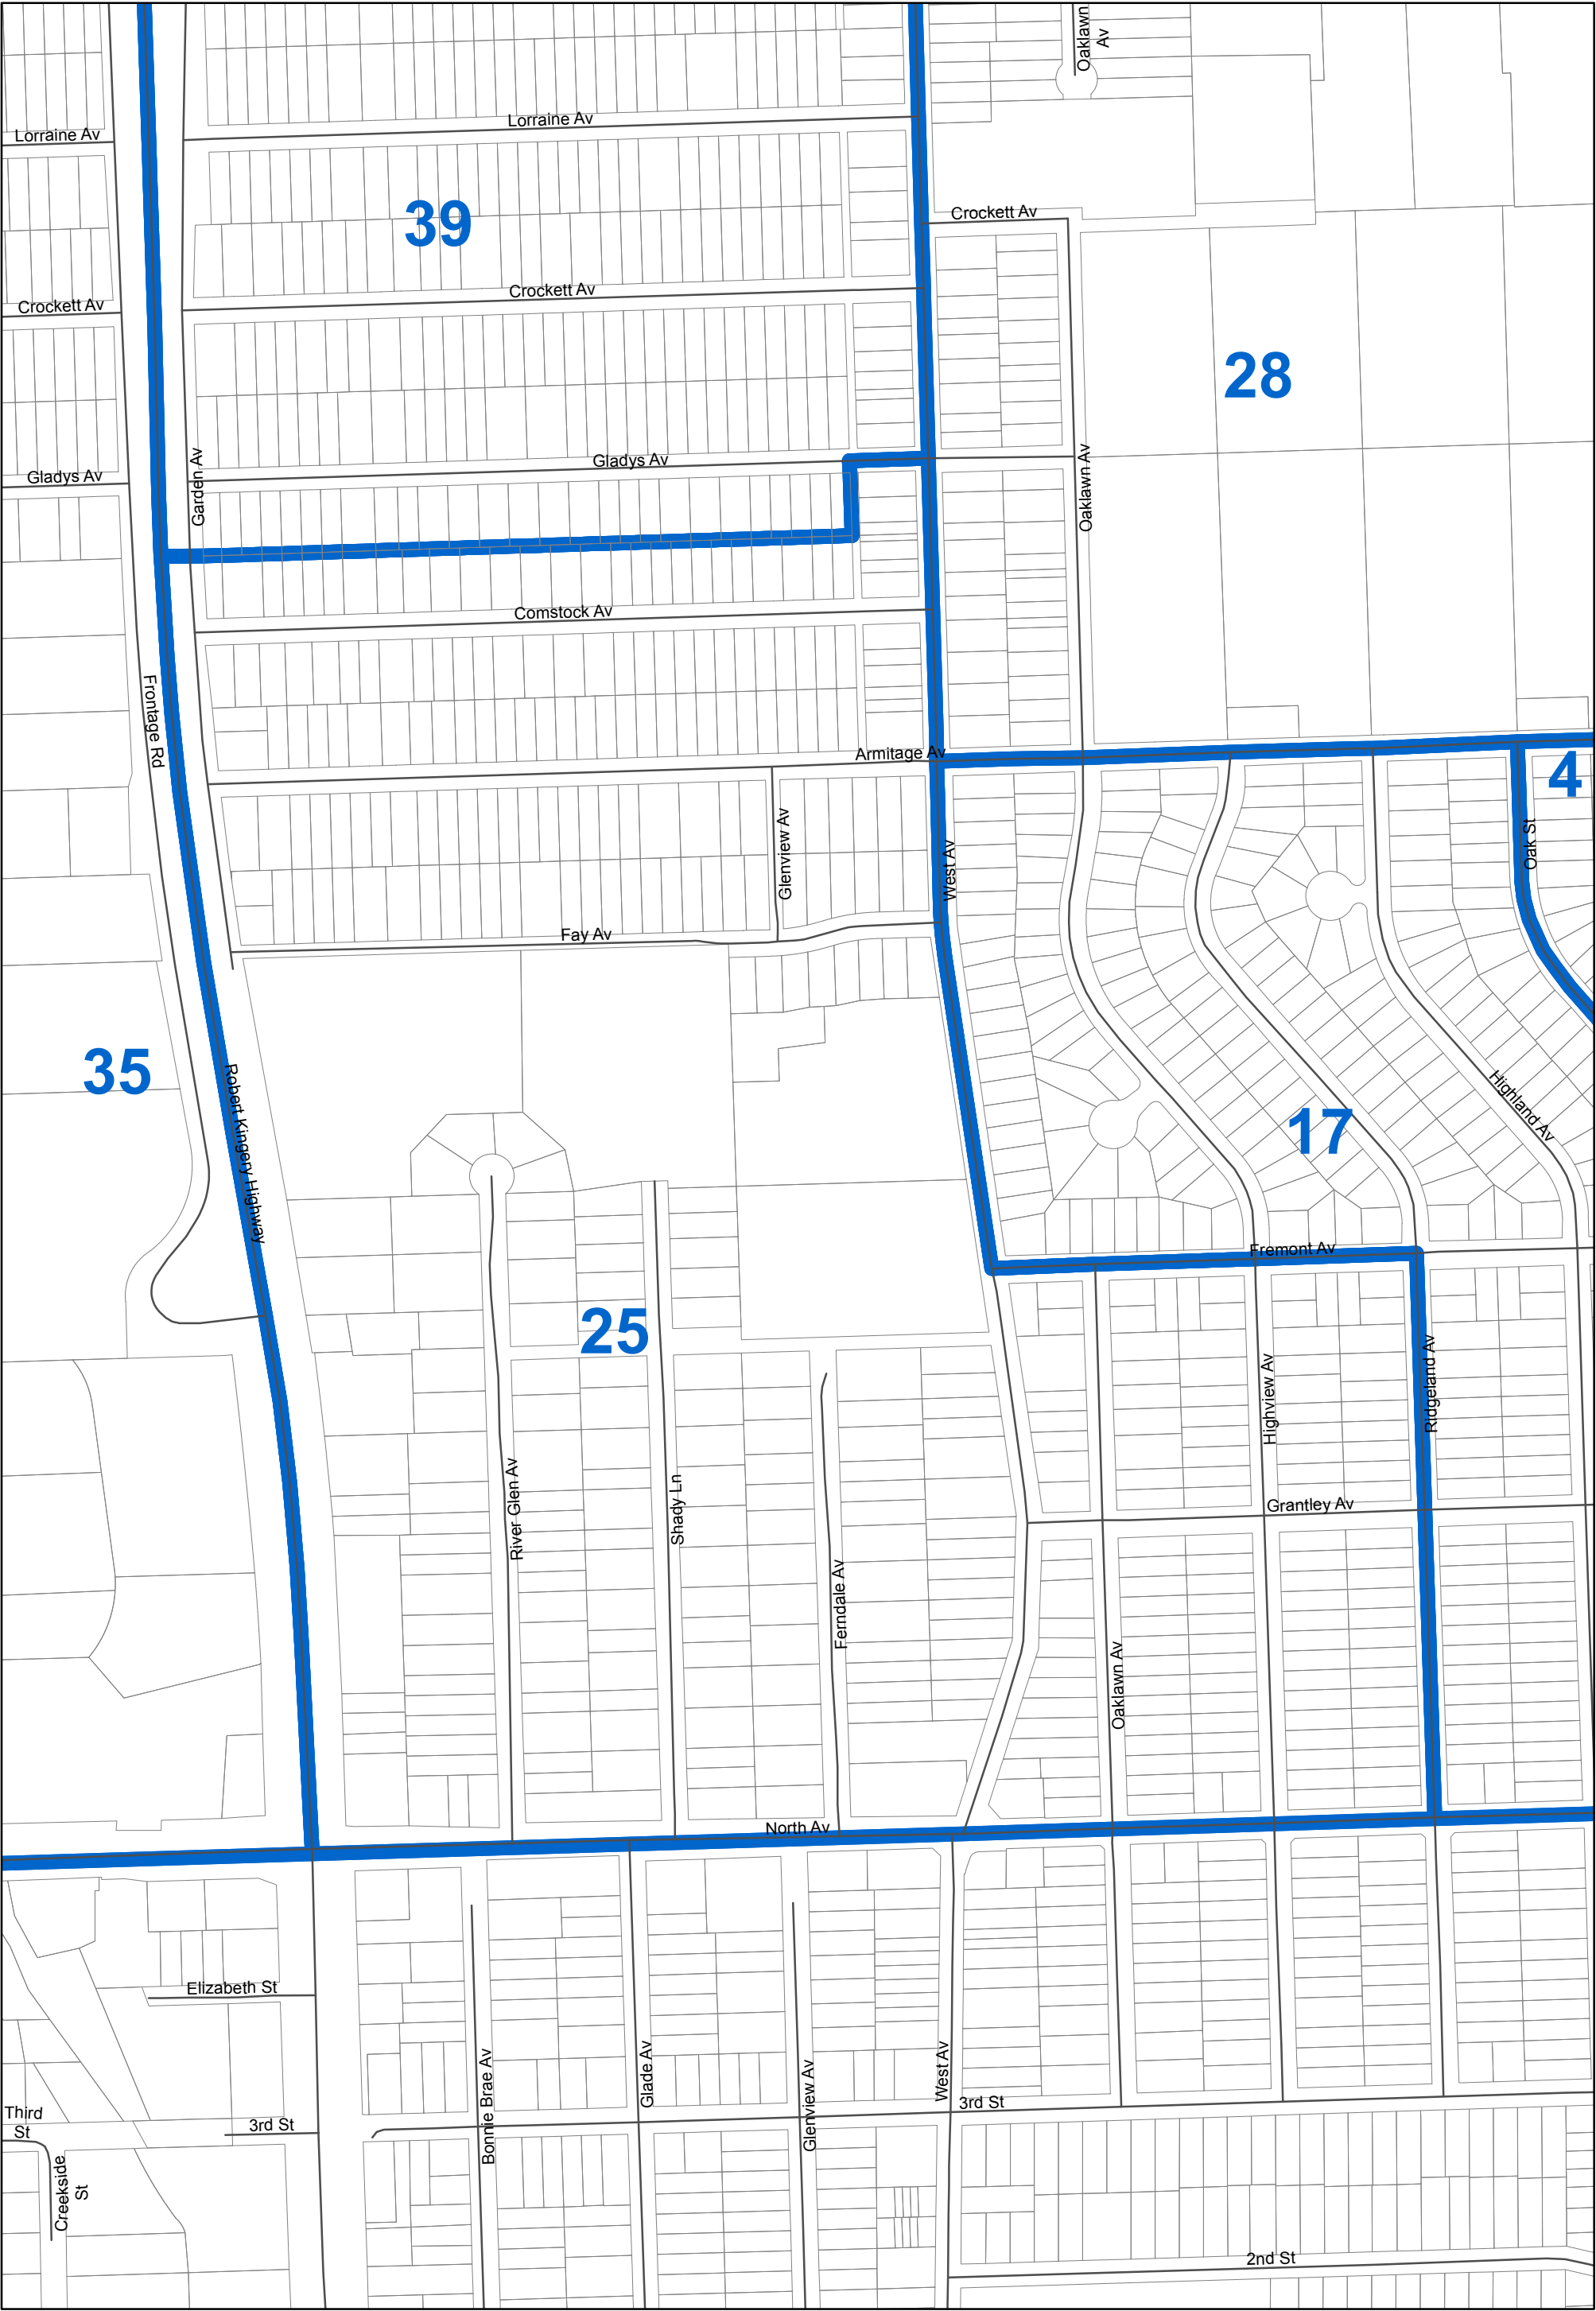 Oaklawn
Av
Lorraine Av
Lorraine Av
39
Crockett Av
Crockett Av
Crockett Av
28
Gladys Av
Gladys Av
Garden Av
Oaklawn Av
Comstock Av
Frontage Rd
Armitage Av
4
Glenview Av
West Av
Oak St
Fay Av
35
Robert Kingery Highway
17
Highland Av
Fremont Av
25
Highview Av
Ridgeland Av
River Glen Av
Shady Ln
Grantley Av
Ferndale Av
Oaklawn Av
North Av
Elizabeth St
Bonnie Brae Av
Glade Av
Glenview Av
West Av
Third
St
3rd St
3rd St
Creekside
St
2nd St